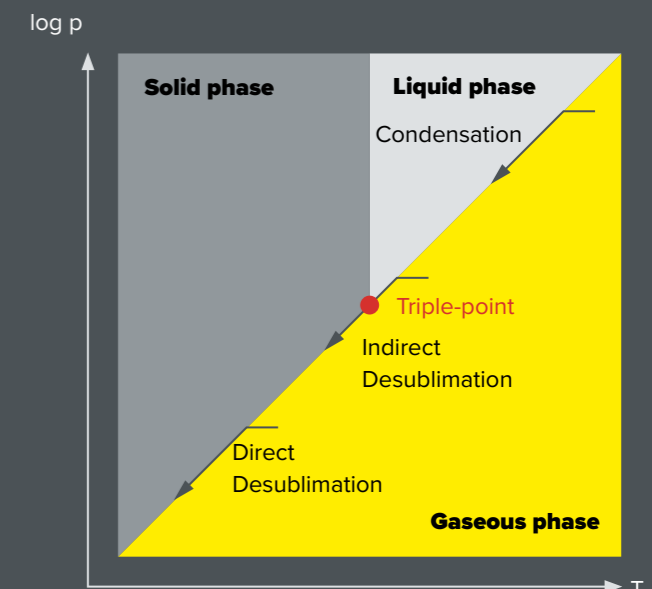 log p
Solid phase
Liquid phase
Condensation
Triple-point
Indirect
Desublimation
Direct
Desublimation
Gaseous phase
T